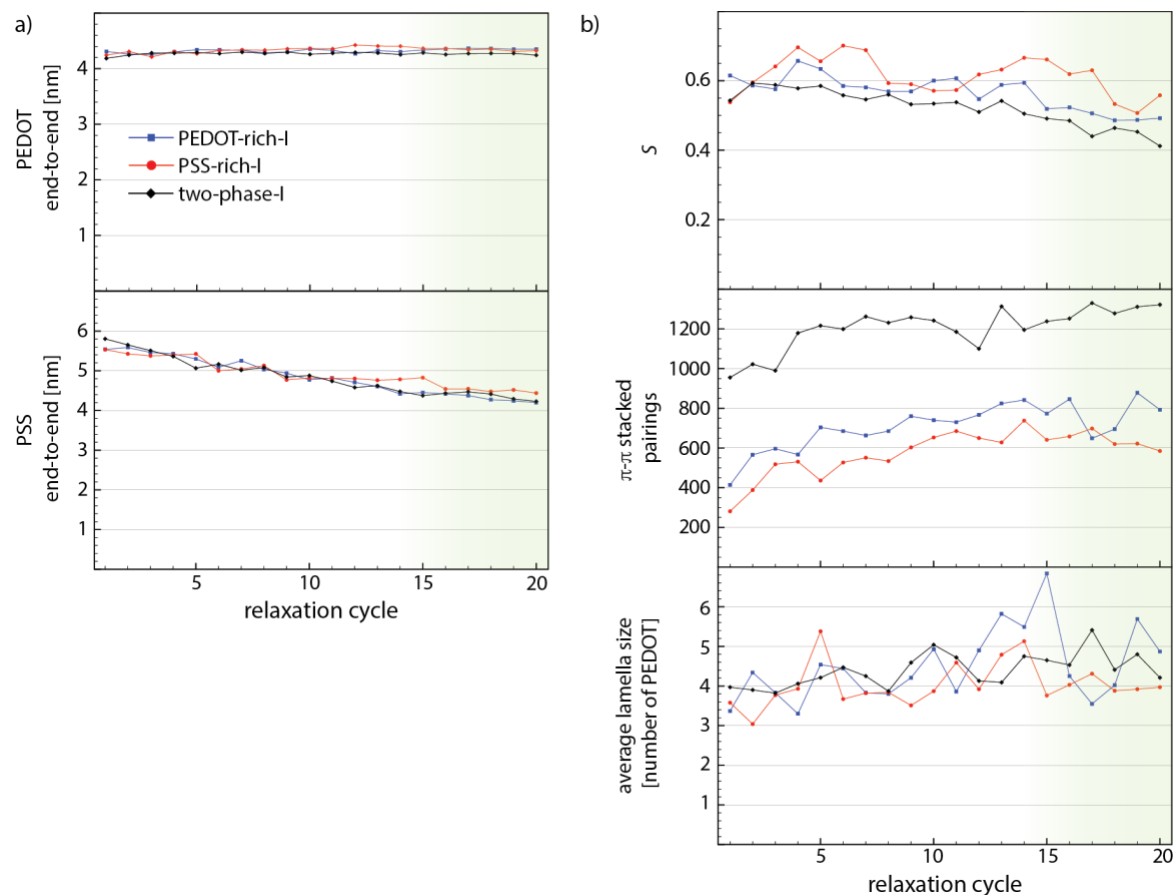 a)
PEDOT
end-to-end [nm]
4
3
2
1
PEDOT-rich-I
PSS-rich-I
two-phase-I
PSS
end-to-end [nm]
6
5
4
3
2
1
5
10
15
20
relaxation cycle
b)
S
0.6
0.4
0.2
π-π stacked
pairings
1200
1000
800
600
400
200
average lamella size
[number of PEDOT]
6
5
4
3
2
1
5
10
15
20
relaxation cycle